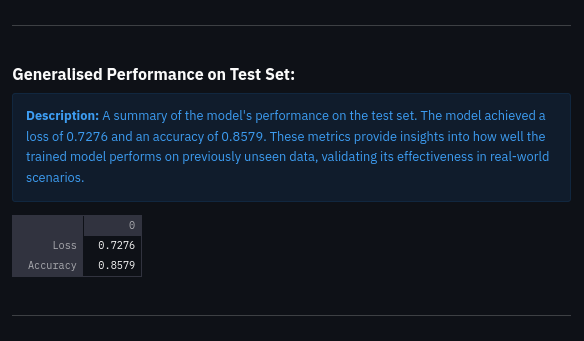 Generalised Performance on Test Set:
Description: A summary of the model's performance on the test set. The model achieved a
loss of 0.7276 and an accuracy of 0.8579. These metrics provide insights into how well the
trained model performs on previously unseen data, validating its effectiveness in real-world
scenarios.
0
Loss 0.7276
Accuracy 0.8579